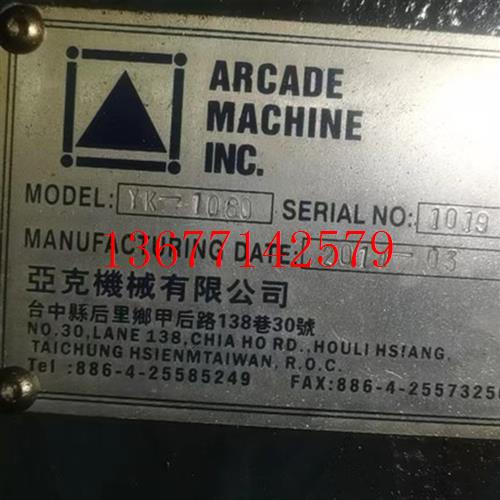 ARCADE
MACHINE
INC.
MODEL: YK-1080 SERIAL NO: 1019
MANUFACTURING DATE:
13677142579
亞克機械有限公司
台中縣后里鄉甲后路138巷30號
NO.30,LANE 138,CHIA HO RD.,HOULI HSIANG,
TAICHUNG HSIENMTAIWAN, R.O.C.
Tel :886-4-25585249 FAX:886-4-2557325